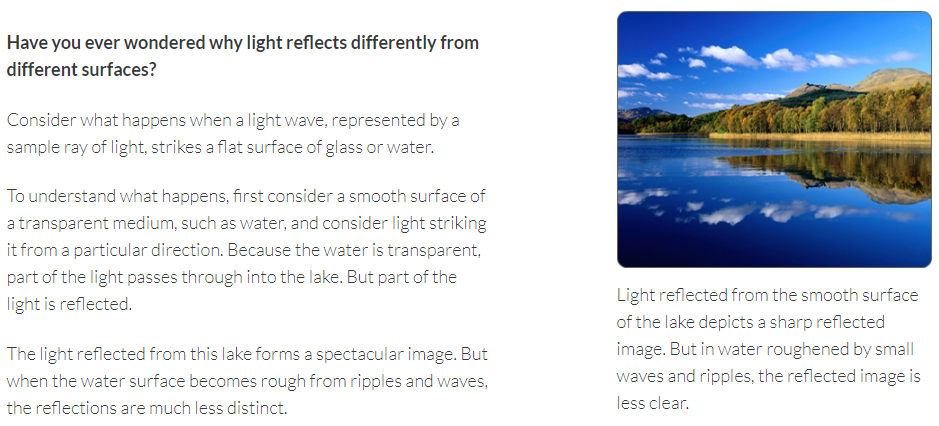 Have you ever wondered why light reflects differently from
different surfaces?
Consider what happens when a light wave, represented by a
sample ray of light, strikes a flat surface of glass or water.
To understand what happens, first consider a smooth surface of
a transparent medium, such as water, and consider light striking
it from a particular direction. Because the water is transparent,
part of the light passes through into the lake. But part of the
light is reflected.
The light reflected from this lake forms a spectacular image. But
when the water surface becomes rough from ripples and waves,
the reflections are much less distinct.
Light reflected from the smooth surface
of the lake depicts a sharp reflected
image. But in water roughened by small
waves and ripples, the reflected image is
less clear.